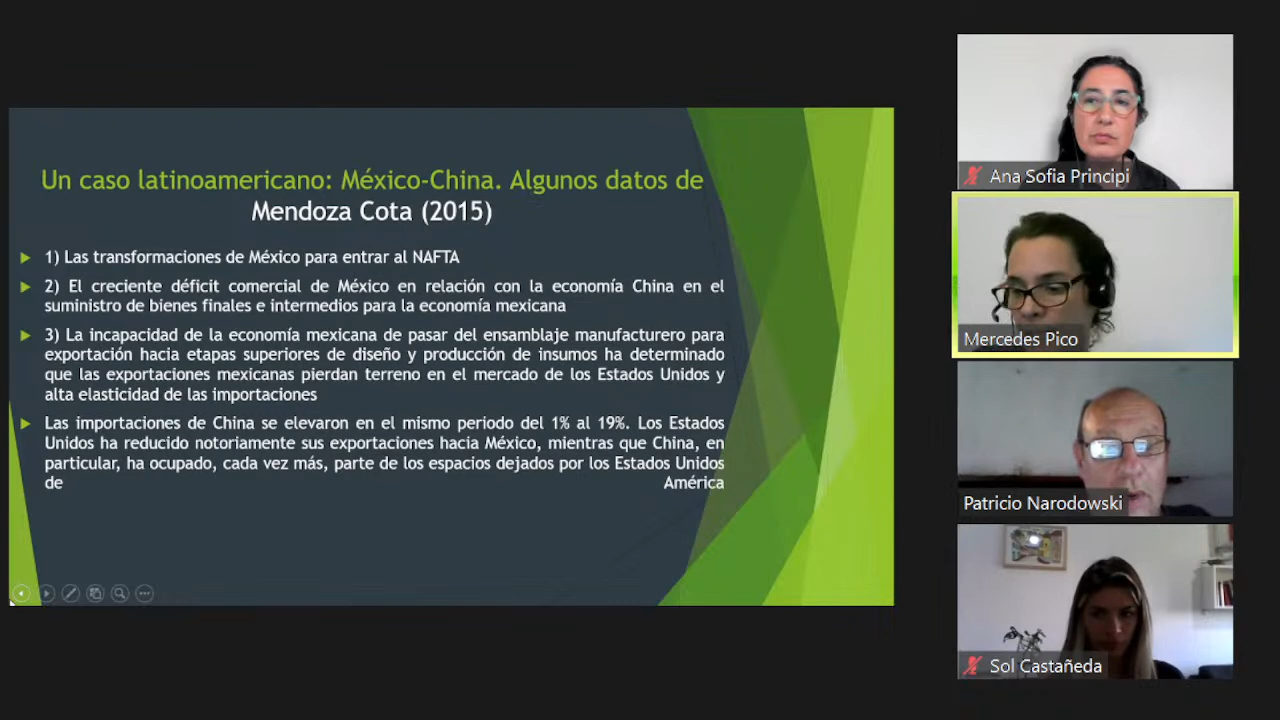 Un caso latinoamericano: México-China. Algunos datos de
Mendoza Cota (2015)
1) Las transformaciones de México para entrar al NAFTA
2) El creciente déficit comercial de México en relación con la economía China en el
suministro de bienes finales e intermedios para la economía mexicana
3) La incapacidad de la economía mexicana de pasar del ensamblaje manufacturero para
exportación hacia etapas superiores de diseño y producción de insumos ha determinado
que las exportaciones mexicanas pierdan terreno en el mercado de los Estados Unidos y
alta elasticidad de las importaciones
Las importaciones de China se elevaron en el mismo periodo del 1% al 19%. Los Estados
Unidos ha reducido notoriamente sus exportaciones hacia México, mientras que China, en
particular, ha ocupado, cada vez más, parte de los espacios dejados por los Estados Unidos
de América
Ana Sofia Principi
Mercedes Pico
Patricio Narodowski
Sol Castañeda